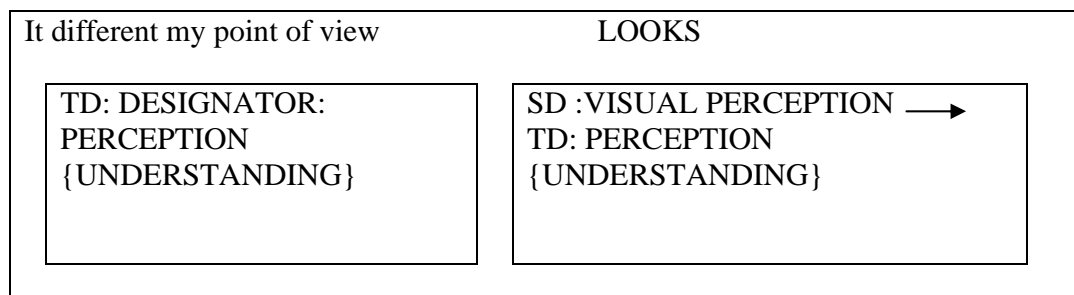 It different my point of view LOOKS
TD: DESIGNATOR:
PERCEPTION
{UNDERSTANDING}
SD :VISUAL PERCEPTION
TD: PERCEPTION
{UNDERSTANDING}